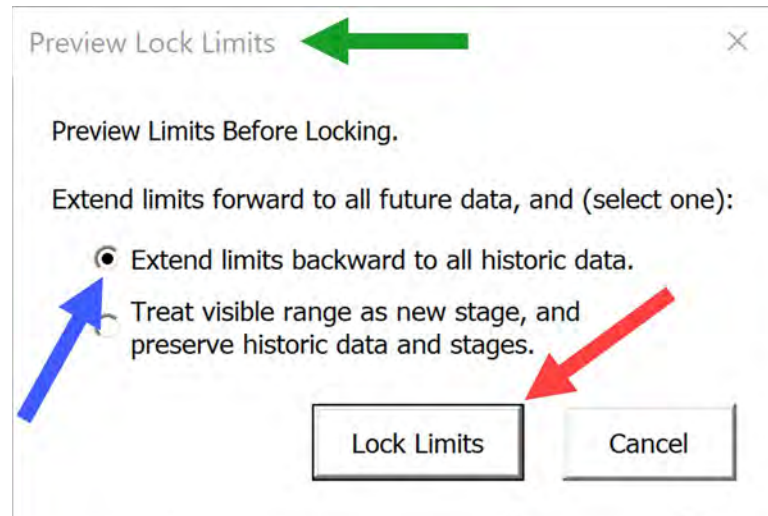 Preview Lock Limits
Preview Limits Before Locking.
Extend limits forward to all future data, and (select one):
Extend limits backward to all historic data.
Treat visible range as new stage, and
preserve historic data and stages.
Lock Limits Cancel